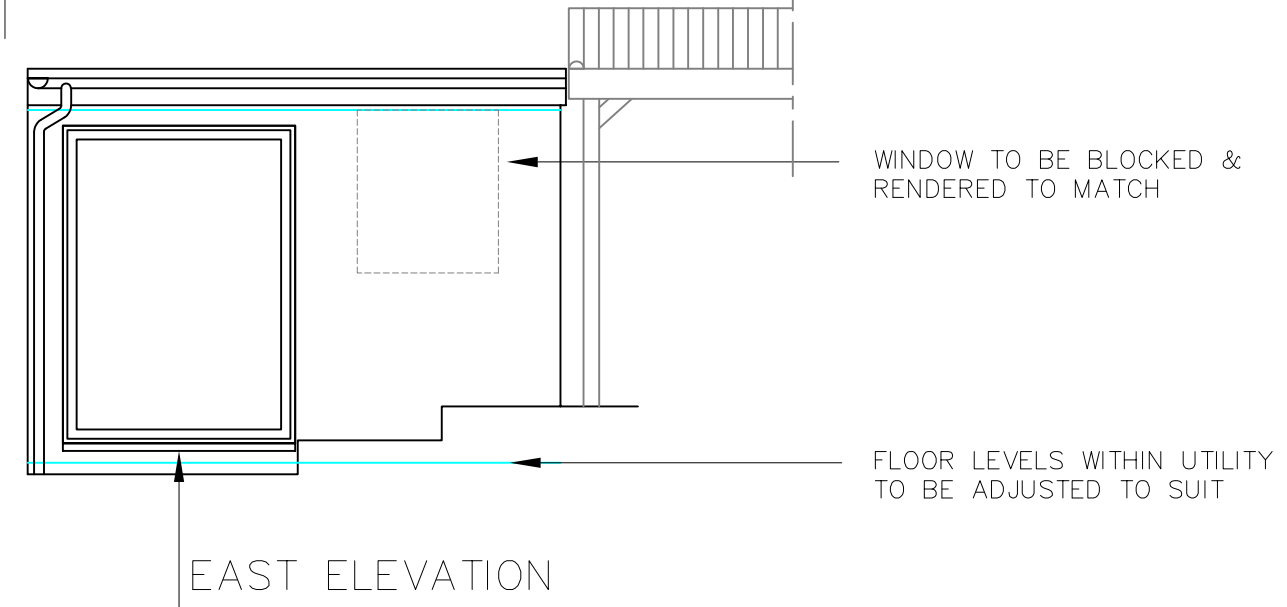 WINDOW TO BE BLOCKED &
RENDERED TO MATCH
FLOOR LEVELS WITHIN UTILITY
TO BE ADJUSTED TO SUIT
EAST ELEVATION